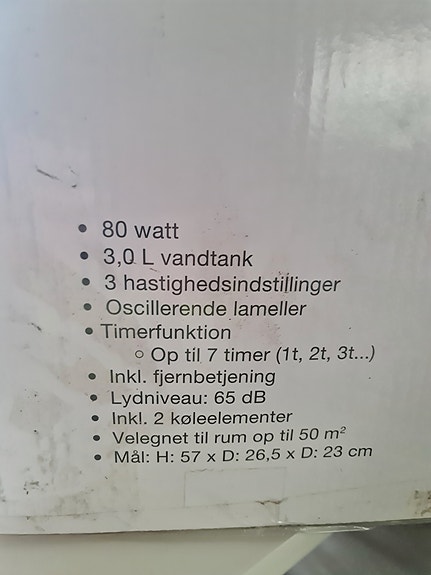 • 80 watt
• 3,0 L vandtank
• 3 hastighedsindstillinger
• Oscillerende lameller
• Timerfunktion
○ Op til 7 timer (1t, 2t, 3t...)
• Inkl. fjernbetjening
• Lydniveau: 65 dB
• Inkl. 2 køleelementer
• Velegnet til rum op til 50 m²
• Mål: H: 57 x D: 26,5 x D: 23 cm